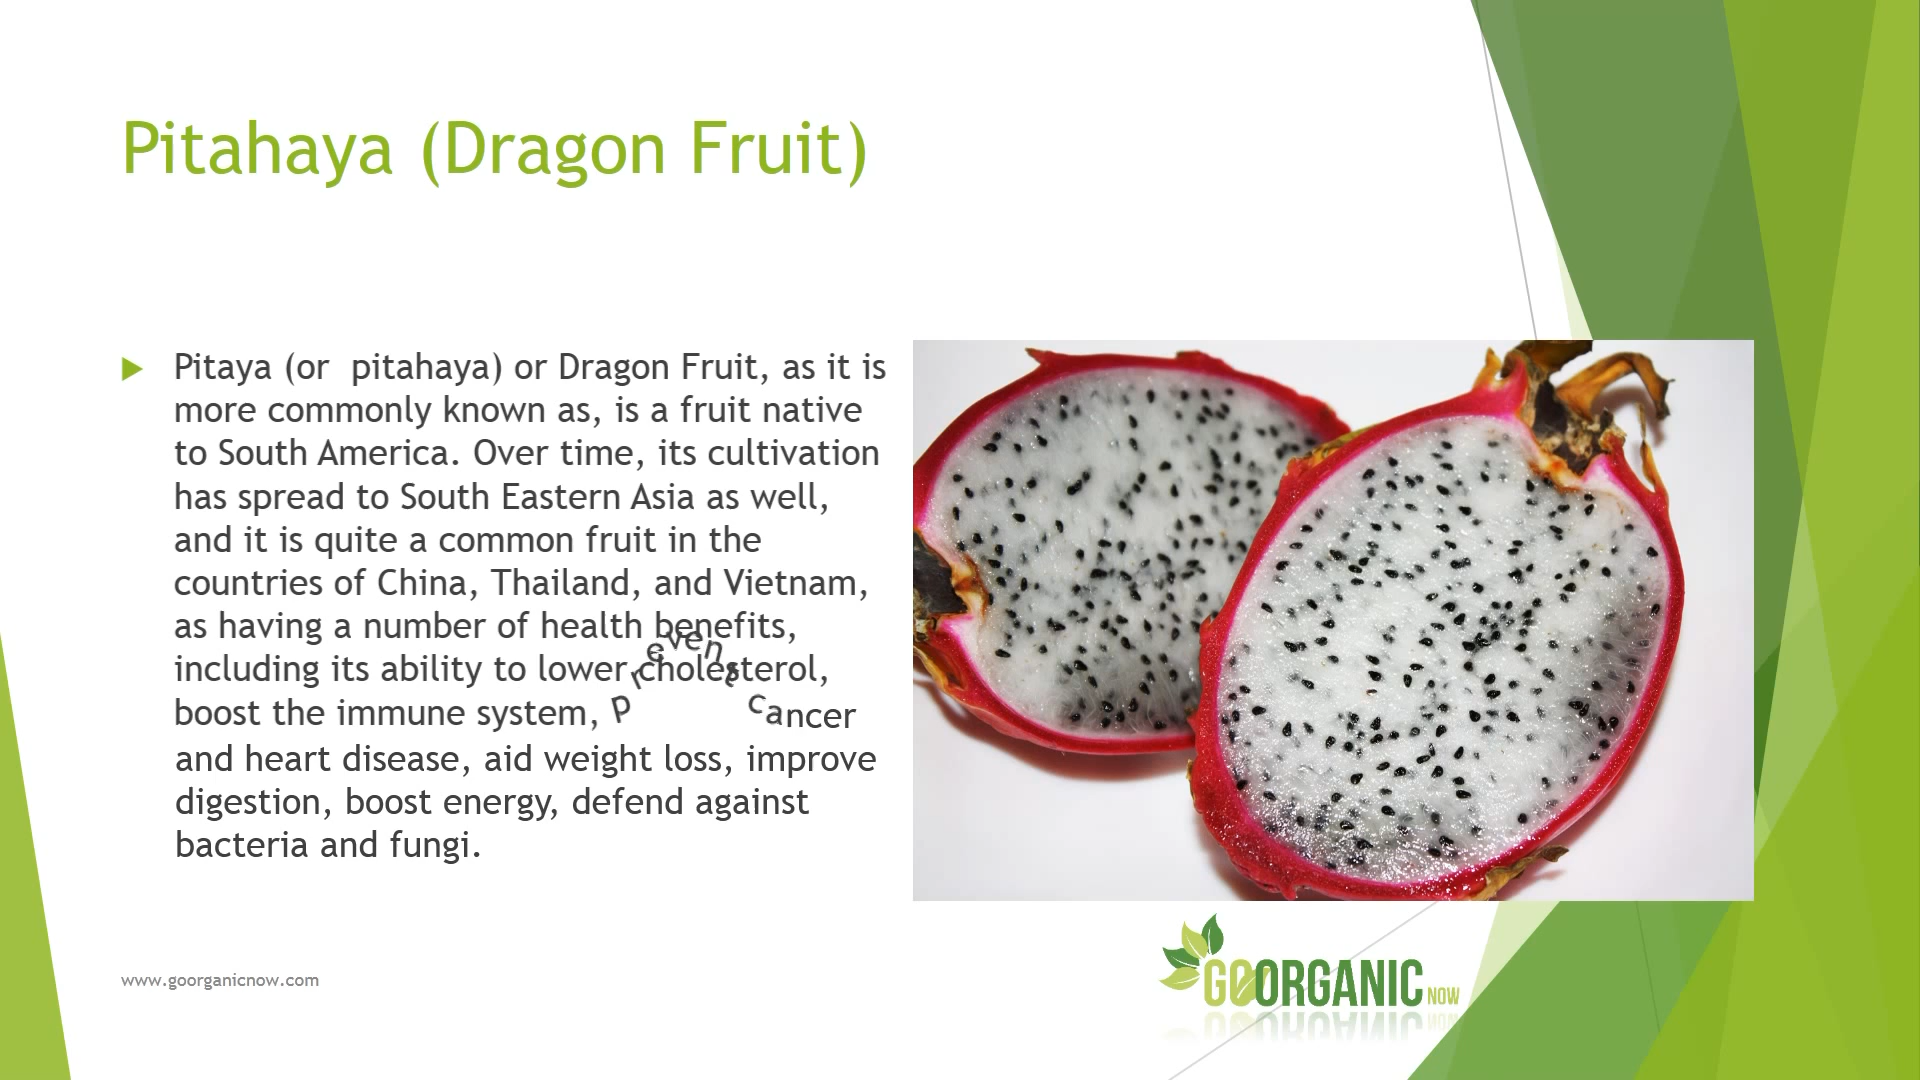 Pitahaya (Dragon Fruit)
Pitaya (or  pitahaya) or Dragon Fruit, as it is
more commonly known as, is a fruit native
to South America. Over time, its cultivation
has spread to South Eastern Asia as well,
and it is quite a common fruit in the
countries of China, Thailand, and Vietnam,
as having a number of health benefits,
including its ability to lower cholesterol,
boost the immune system, prevent cancer
and heart disease, aid weight loss, improve
digestion, boost energy, defend against
bacteria and fungi.
www.goorganicnow.com
GOORGANIC NOW